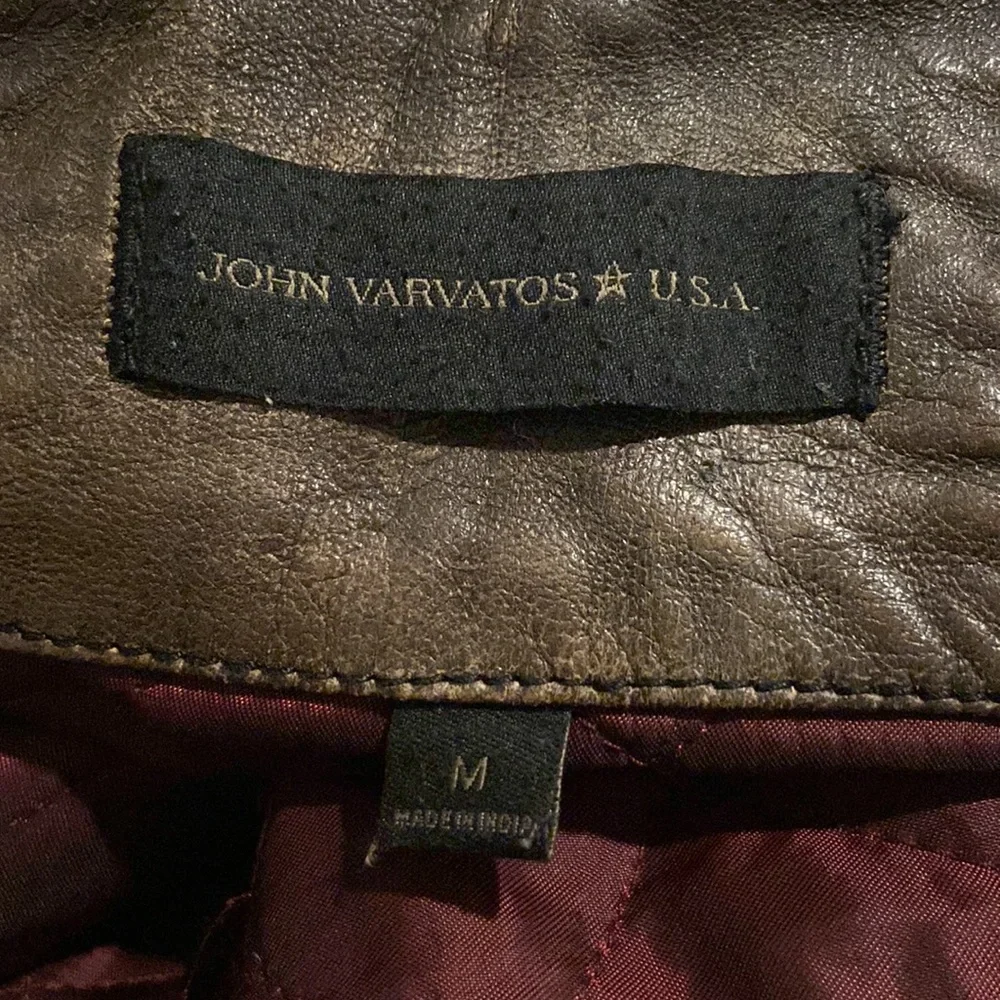 JOHN VARVATOS ★ U.S.A.
M
MADE IN INDIA